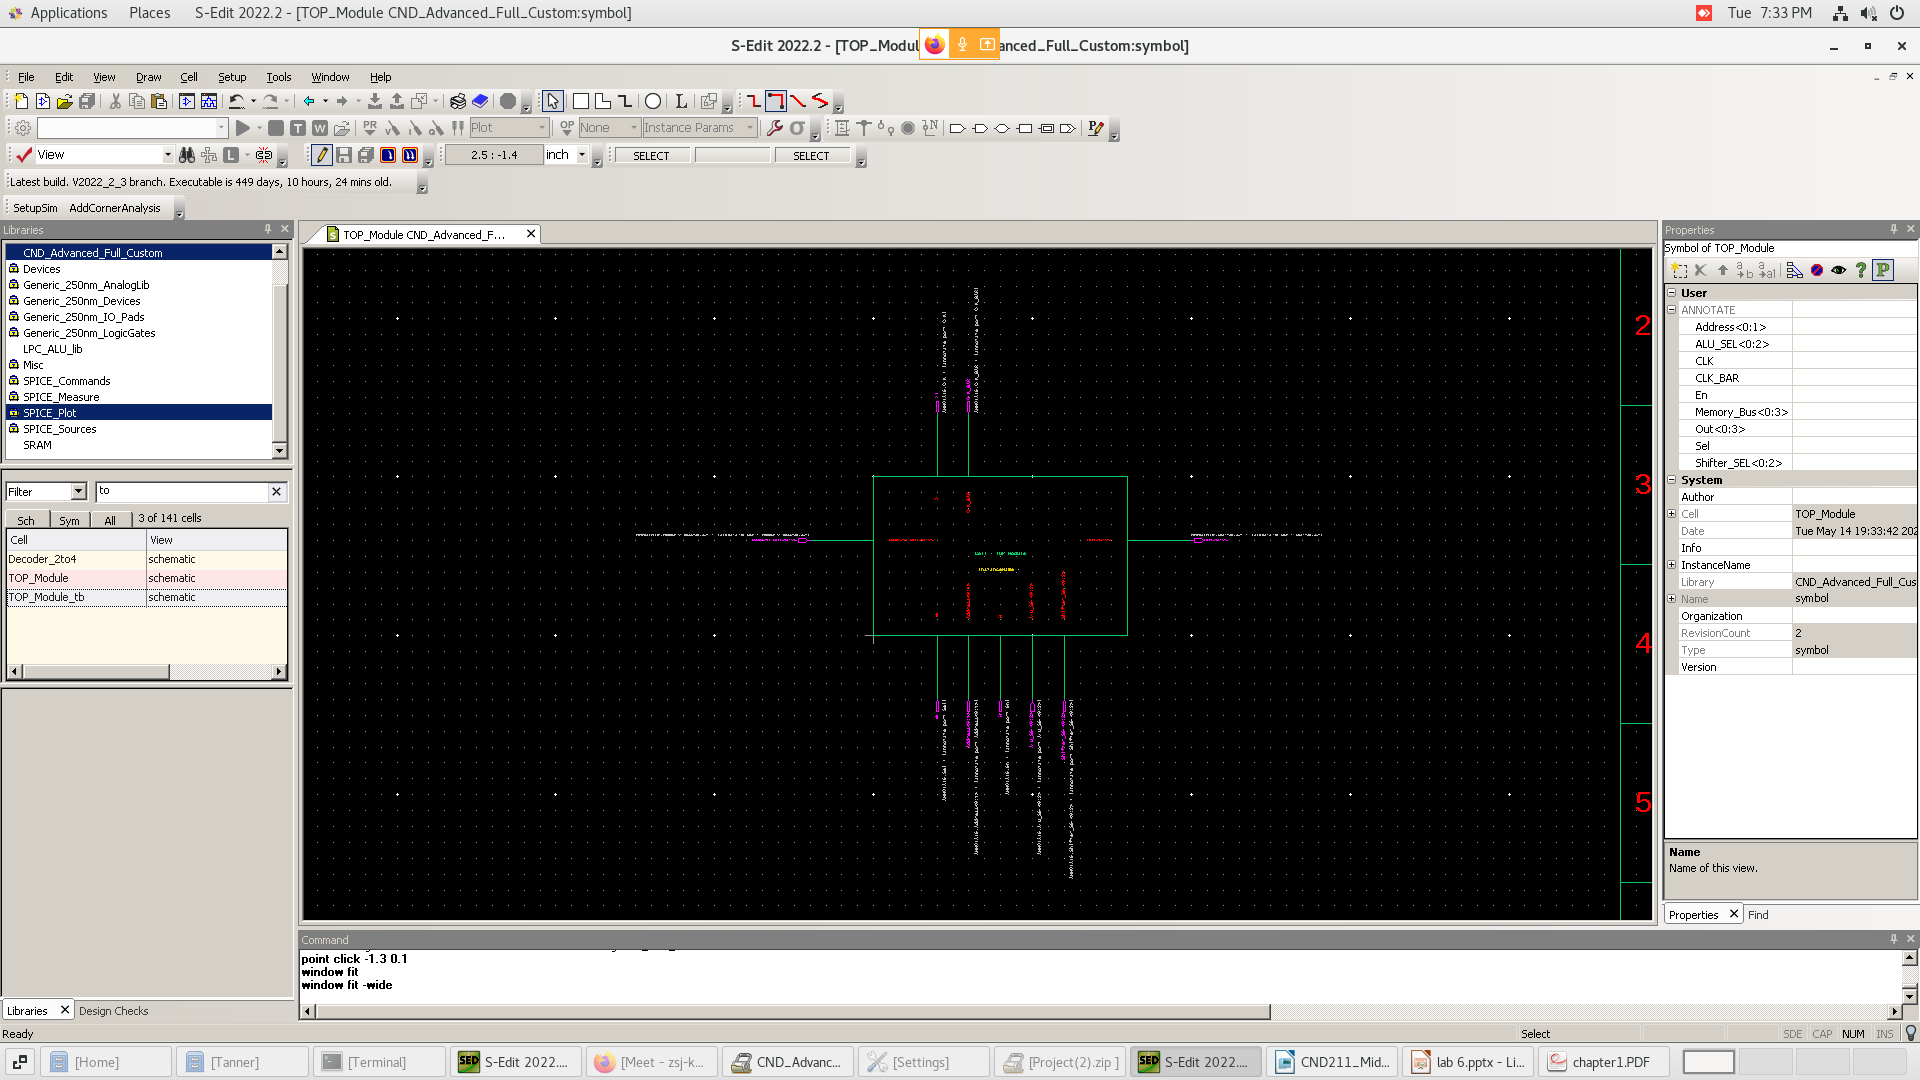 Applications Places S-Edit 2022.2 - [TOP_Module CND_Advanced_Full_Custom:symbol] Tue 7:33 PM
S-Edit 2022.2 - [TOP_Modul anced_Full_Custom:symbol]
File Edit View Draw Cell Setup Tools Window Help
Plot OP None Instance Params
View 2.5 : -1.4 inch SELECT SELECT
Latest build. V2022_2_3 branch. Executable is 449 days, 10 hours, 24 mins old.
SetupSim AddCornerAnalysis
Libraries
CND_Advanced_Full_Custom
Devices
Generic_250nm_AnalogLib
Generic_250nm_Devices
Generic_250nm_IO_Pads
Generic_250nm_LogicGates
LPC_ALU_lib
Misc
SPICE_Commands
SPICE_Measure
SPICE_Plot
SPICE_Sources
SRAM
Filter to
Sch Sym All 3 of 141 cells
Cell View
Decoder_2to4 schematic
TOP_Module schematic
TOP_Module_tb schematic
Libraries Design Checks
TOP_Module CND_Advanced_F...
2
3
4
5
Command
point click -1.3 0.1
window fit
window fit -wide
Properties
Symbol of TOP_Module
User
ANNOTATE
Address<0:1>
ALU_SEL<0:2>
CLK
CLK_BAR
En
Memory_Bus<0:3>
Out<0:3>
Sel
Shifter_SEL<0:2>
System
Author
Cell TOP_Module
Date Tue May 14 19:33:42 202
Info
InstanceName
Library CND_Advanced_Full_Cus
Name symbol
Organization
RevisionCount 2
Type symbol
Version
Name
Name of this view.
Properties Find
Ready Select SDE CAP NUM INS
[Home] [Tanner] [Terminal] S-Edit 2022.... [Meet - zsj-k... CND_Advanc... [Settings] [Project(2).zip ] S-Edit 2022.... CND211_Mid... lab 6.pptx - Li... chapter1.PDF